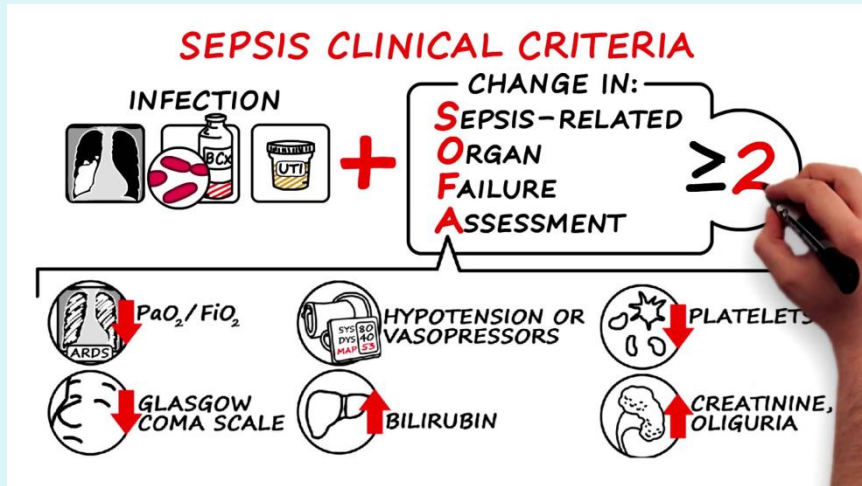 SEPSIS CLINICAL CRITERIA
INFECTION
BCx
UTI
+
CHANGE IN:
SEPSIS-RELATED
ORGAN
FAILURE
ASSESSMENT
≥2
ARDS
PaO₂/FiO₂
SYS 80
DYS 40
MAP 53
HYPOTENSION OR
VASOPRESSORS
PLATELETS
GLASGOW
COMA SCALE
BILIRUBIN
CREATININE,
OLIGURIA